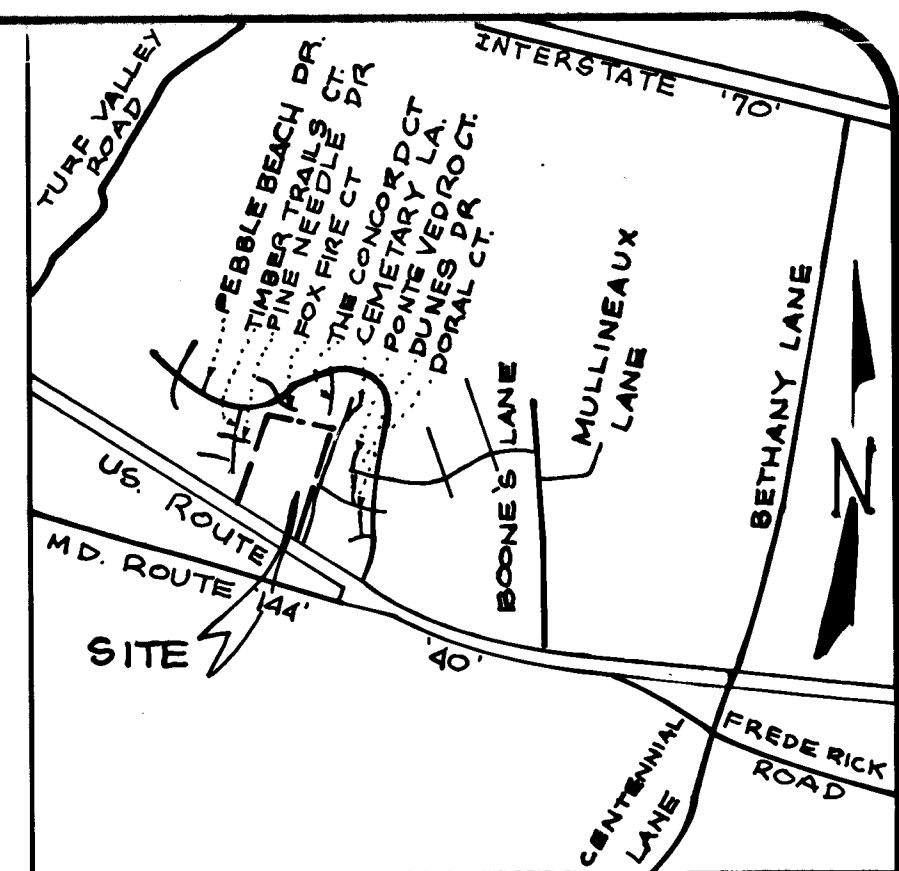 TURF VALLEY
ROAD
INTERSTATE '70'
PEBBLE BEACH DR.
TIMBER TRAILS CT.
PINE NEEDLE DR
FOX FIRE CT
THE CONCORD CT
CEMETARY LA.
PONTE VEDRO CT.
DUNES DR
DORAL CT.
MULLINEAUX
LANE
BOONE'S LANE
BETHANY LANE
N
US. ROUTE '40'
MD. ROUTE '144'
SITE
FREDERICK
ROAD
CENTENNIAL
LANE